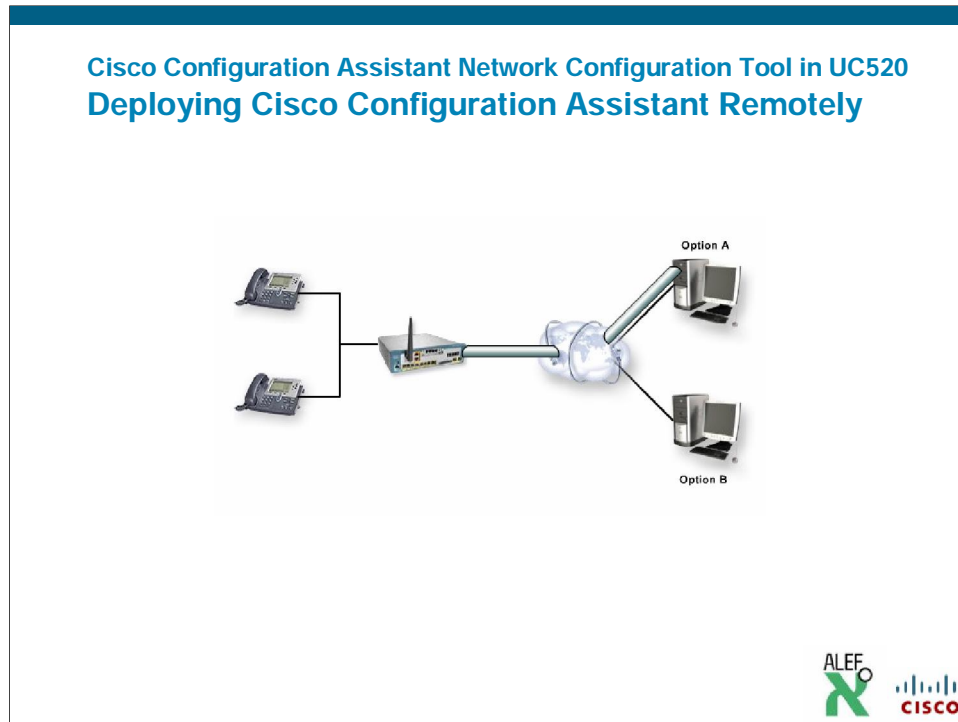 Cisco Configuration Assistant Network Configuration Tool in UC520
Deploying Cisco Configuration Assistant Remotely
Option A
Option B
ALEF
CISCO